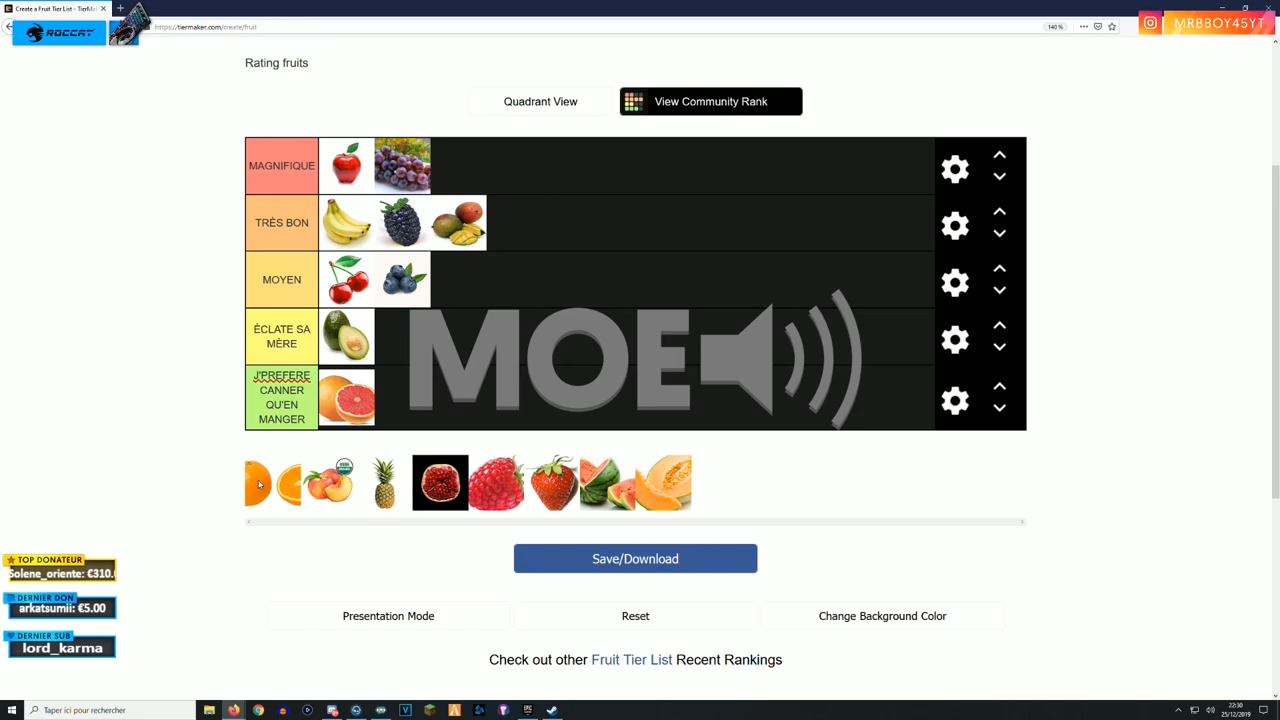 Create a Fruit Tier List - TierMa
https://tiermaker.com/create/fruit
140 %
ROCCAT
MRBBOY45YT
Rating fruits
Quadrant View
View Community Rank
MAGNIFIQUE
TRÈS BON
MOYEN
ÉCLATE SA
MÈRE
J'PREFERE
CANNER
QU'EN
MANGER
MOE
Save/Download
Presentation Mode
Reset
Change Background Color
Check out other Fruit Tier List Recent Rankings
TOP DONATEUR
Solene_oriente: €310.
DERNIER DON
arkatsumii: €5.00
DERNIER SUB
lord_karma
Taper ici pour rechercher
22:30
25/12/2019